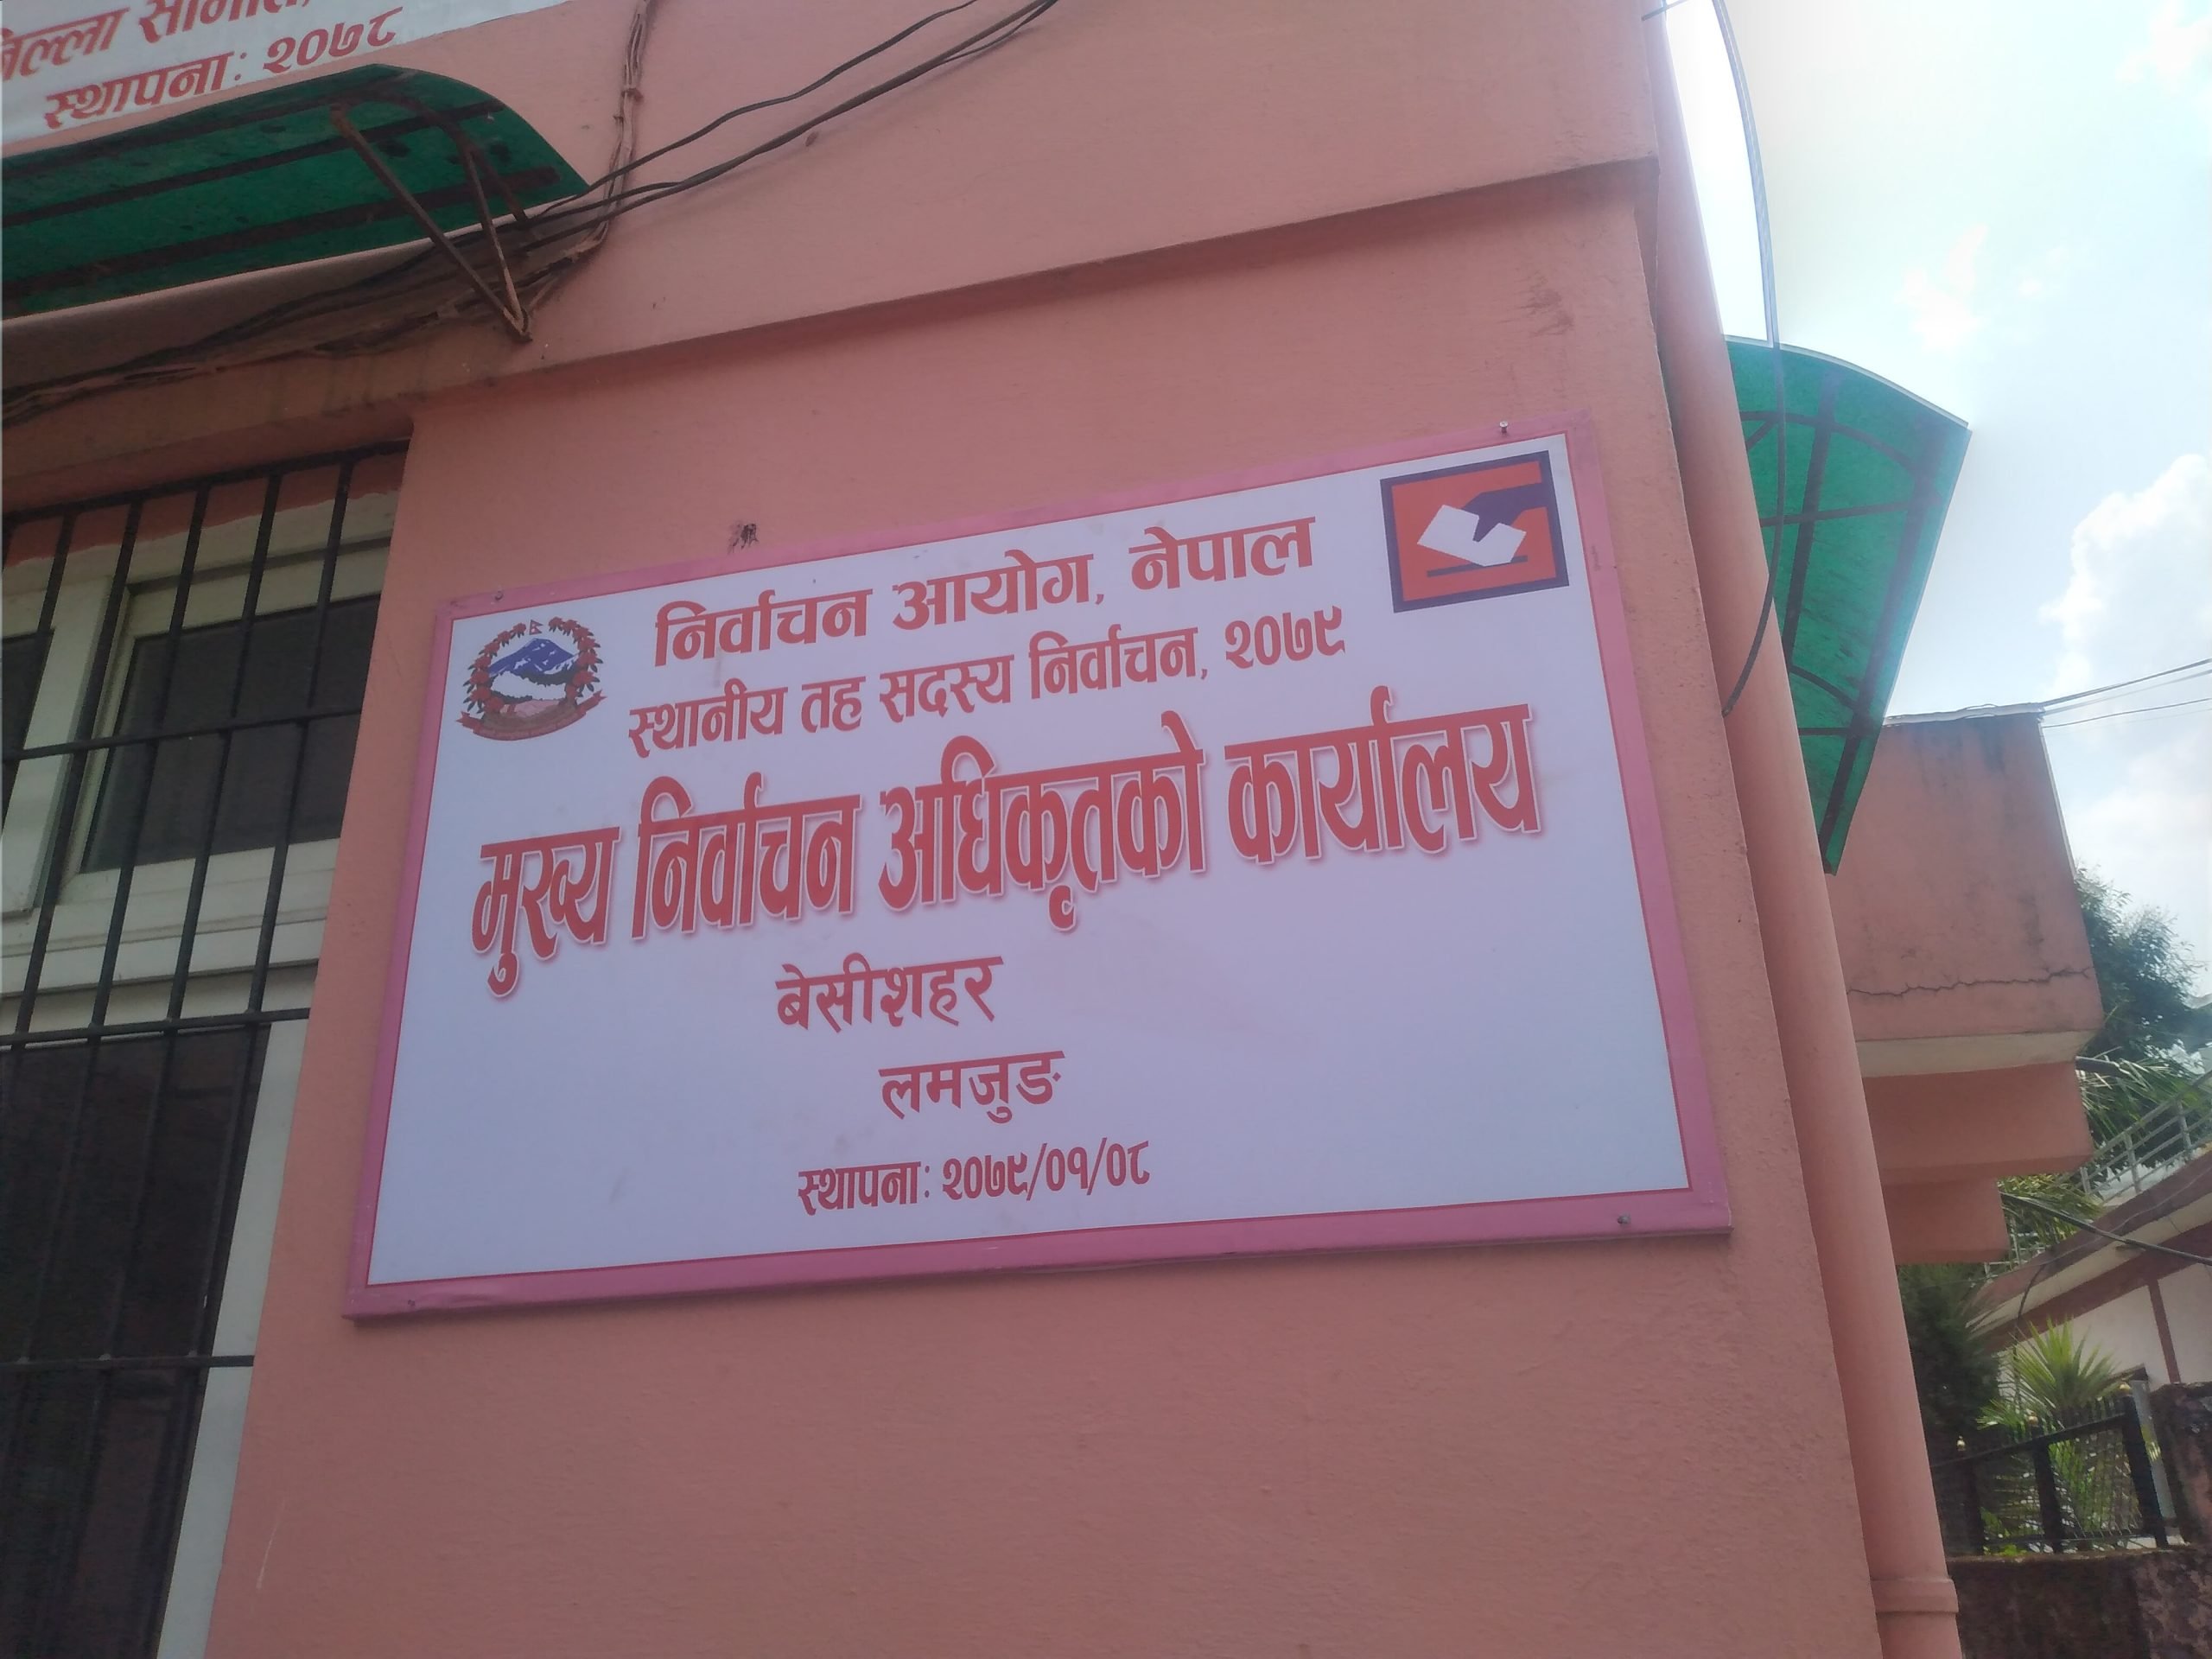 स्थापना: २०७८
निर्वाचन आयोग, नेपाल
स्थानीय तह सदस्य निर्वाचन, २०७९
मुख्य निर्वाचन अधिकृतको कार्यालय
बेसीशहर
लमजुङ
स्थापना: २०७९/०१/०८